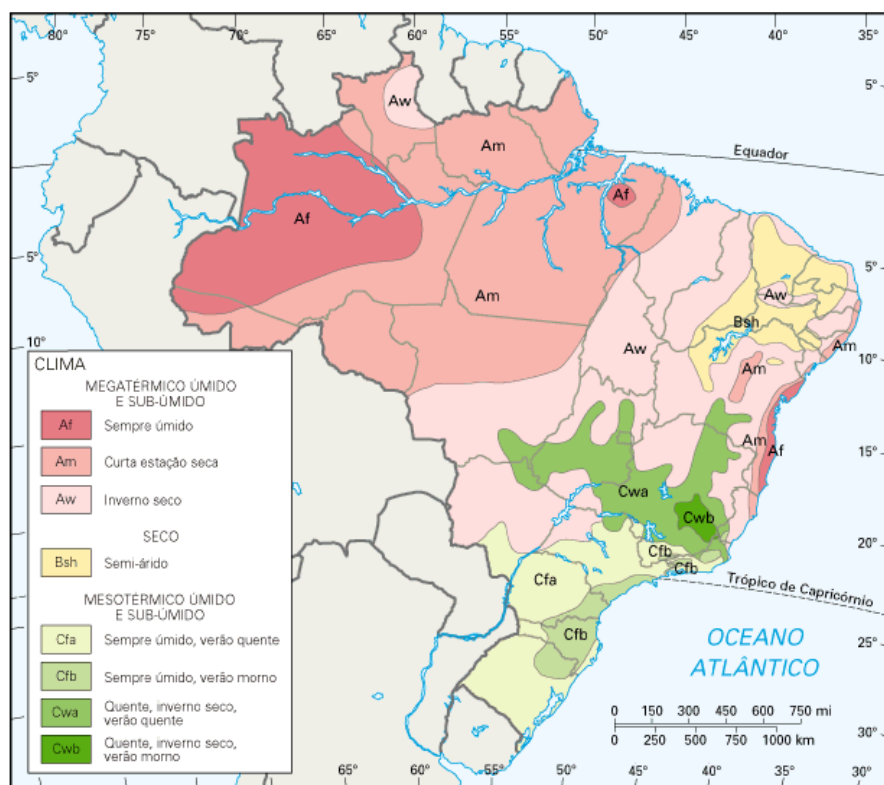 80° 75° 70° 65° 60° 55° 50° 45° 40° 35° 30°
5° 5°
Aw
Am
Equador
Af
Af
5° 5°
Am
Aw
Bsh
Aw
Am
10° 10°
Am
Am
Af
15°
Cwa
Cwb
20°
Cfb
Cfb
Trópico de Capricórnio
Cfa
Cfb
25°
OCEANO
ATLÂNTICO
30°
0 150 300 450 600 750 mi
0 250 500 750 1000 km
65° 60° 55° 50° 45° 40° 35° 30°
CLIMA
MEGATÉRMICO ÚMIDO
E SUB-ÚMIDO
Af Sempre úmido
Am Curta estação seca
Aw Inverno seco
SECO
Bsh Semi-árido
MESOTÉRMICO ÚMIDO
E SUB-ÚMIDO
Cfa Sempre úmido, verão quente
Cfb Sempre úmido, verão morno
Cwa Quente, inverno seco,
verão quente
Cwb Quente, inverno seco,
verão morno